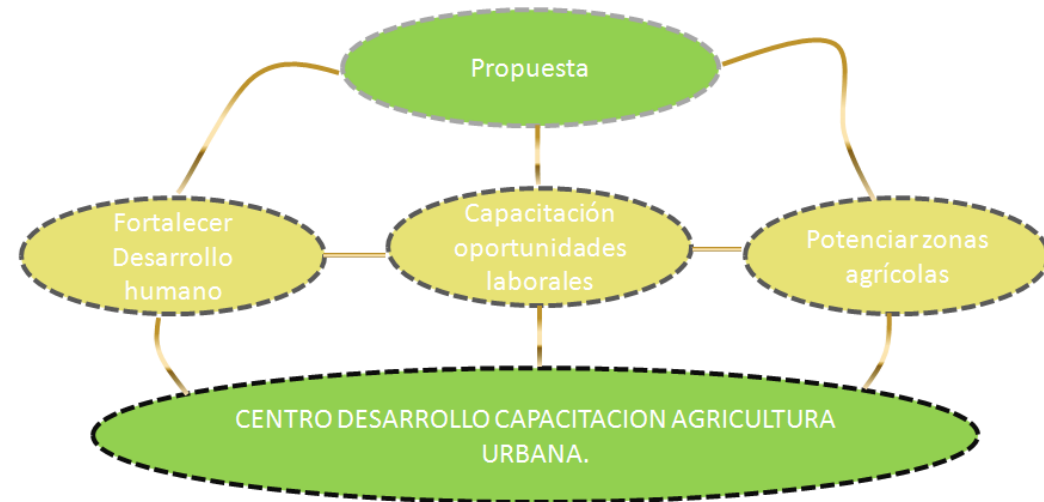 Propuesta
Fortalecer
Desarrollo
humano
Capacitación
oportunidades
laborales
Potenciar zonas
agrícolas
CENTRO DESARROLLO CAPACITACION AGRICULTURA
URBANA.